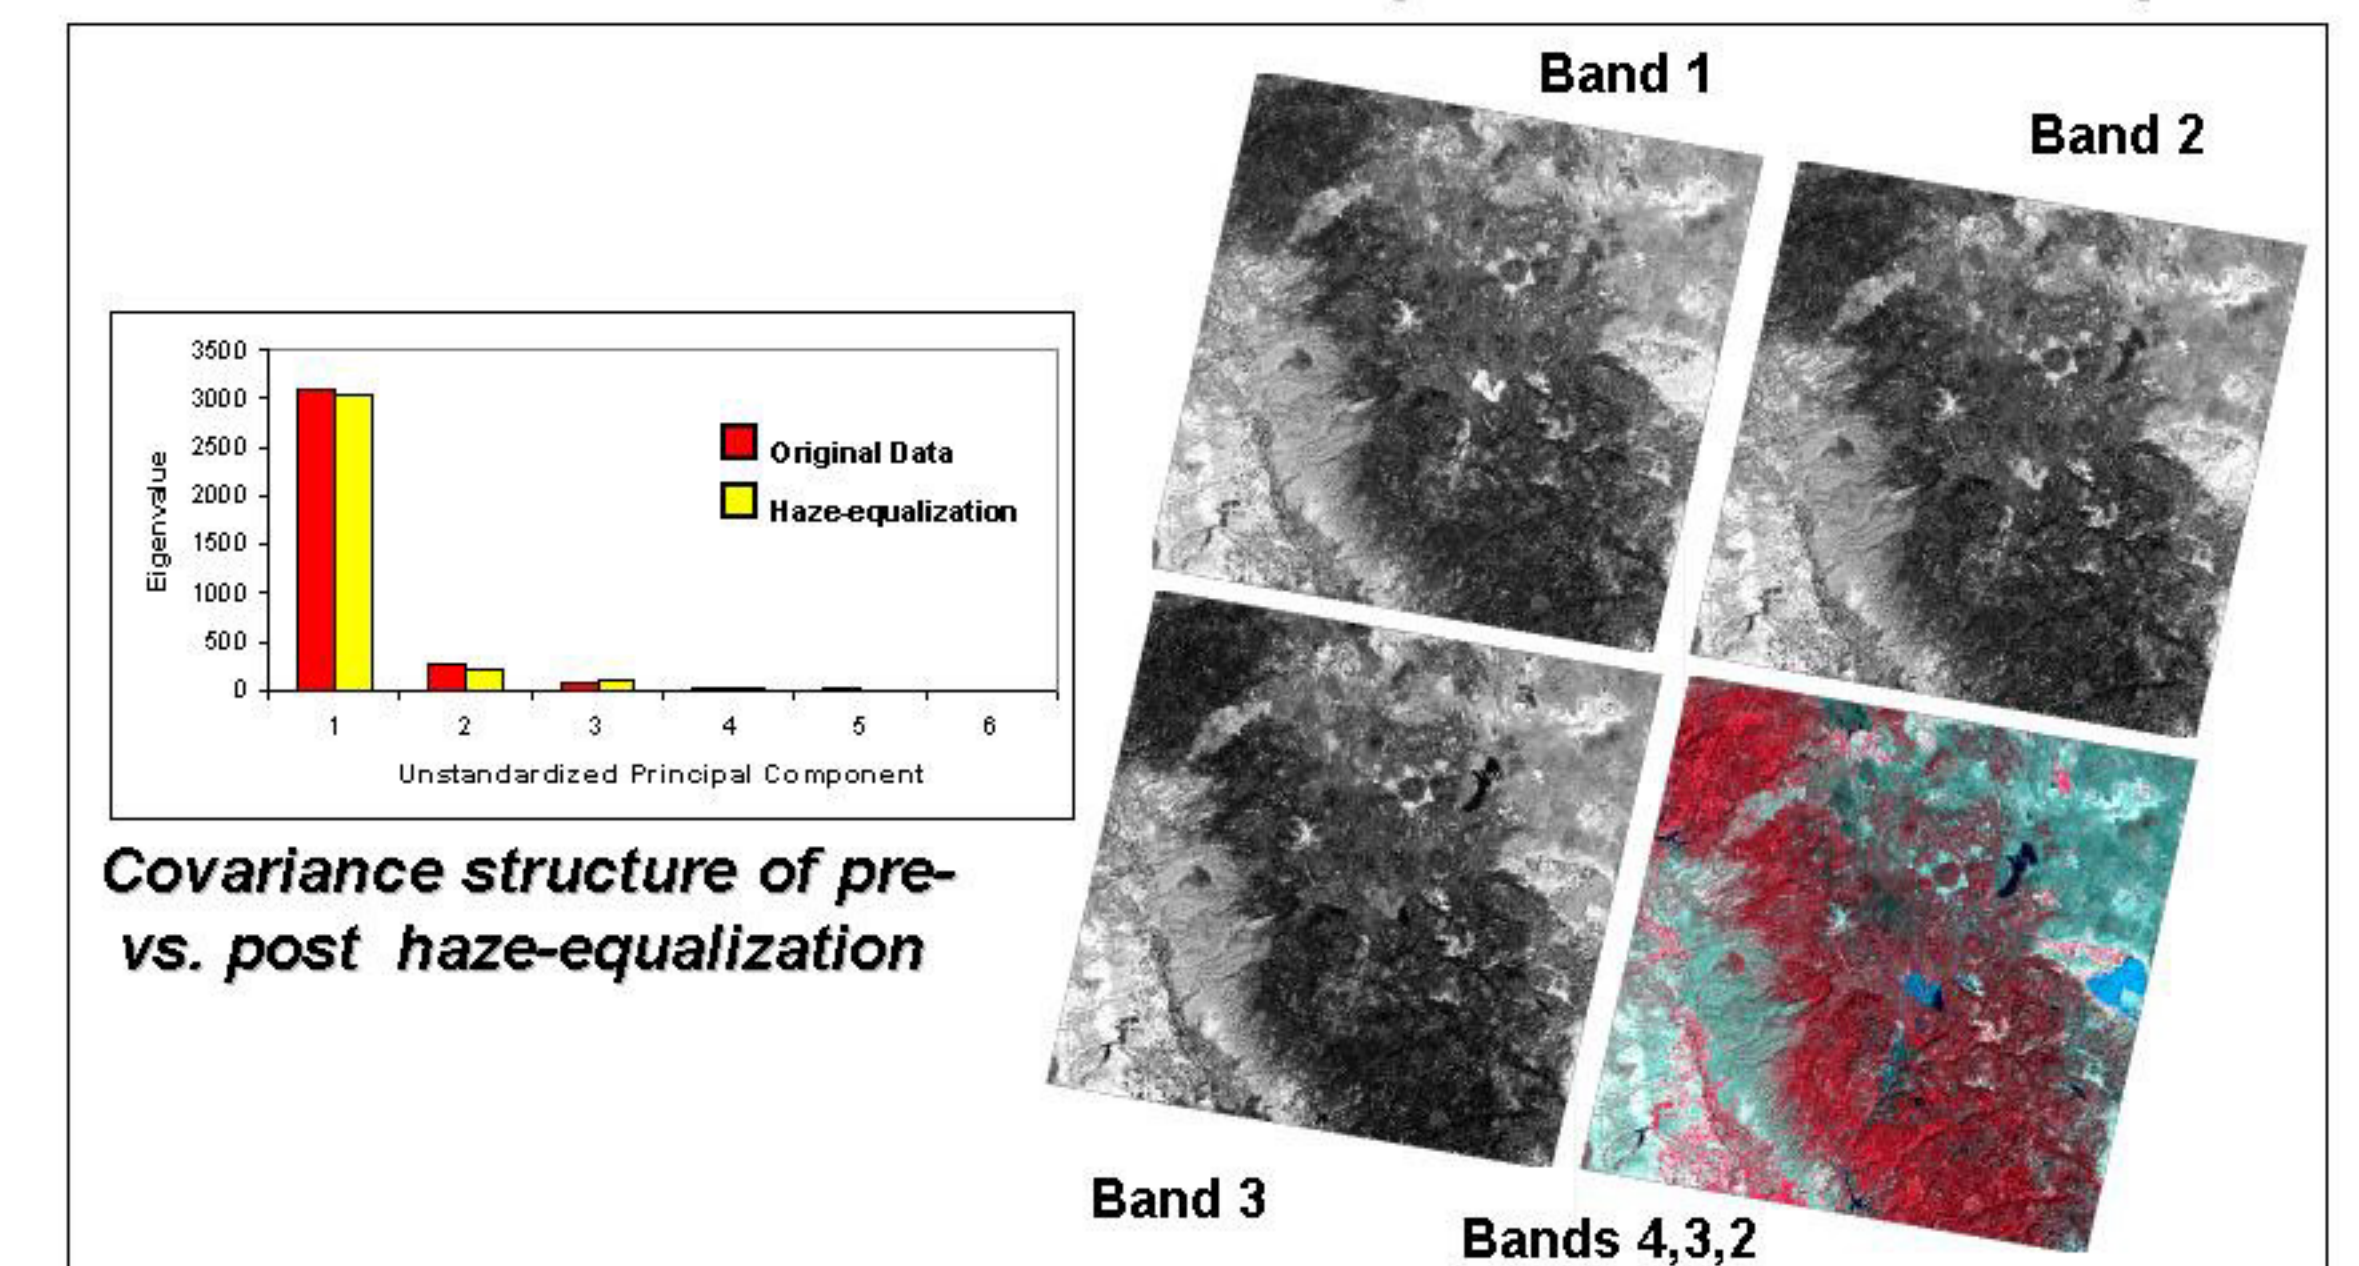 Band 1
Band 2
3500
3000
2500
2000
1500
1000
500
0
Eigenvalue
Original Data
Haze-equalization
1 2 3 4 5 6
Unstandardized Principal Component
Covariance structure of pre-
vs. post haze-equalization
Band 3
Bands 4,3,2